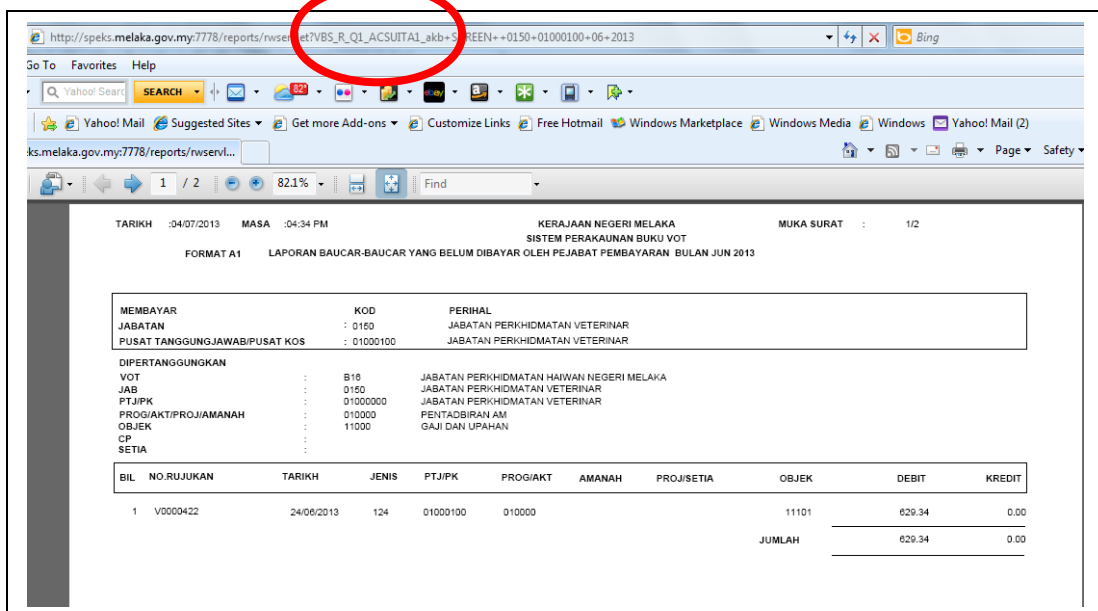 http://speks.melaka.gov.my:7778/reports/rwser et?VBS_R_Q1_ACSUITA1_akb+S REEN++0150+01000100+06+2013 Bing
Go To Favorites Help
Yahoo! Searc SEARCH 82° ebay
Yahoo! Mail Suggested Sites Get more Add-ons Customize Links Free Hotmail Windows Marketplace Windows Media Windows Yahoo! Mail (2)
ks.melaka.gov.my:7778/reports/rwservl... Page Safety
1 / 2 82.1% Find
TARIKH :04/07/2013 MASA :04:34 PM KERAJAAN NEGERI MELAKA MUKA SURAT : 1/2
SISTEM PERAKAUNAN BUKU VOT
FORMAT A1 LAPORAN BAUCAR-BAUCAR YANG BELUM DIBAYAR OLEH PEJABAT PEMBAYARAN BULAN JUN 2013
MEMBAYAR KOD PERIHAL
JABATAN : 0150 JABATAN PERKHIDMATAN VETERINAR
PUSAT TANGGUNGJAWAB/PUSAT KOS : 01000100 JABATAN PERKHIDMATAN VETERINAR
DIPERTANGGUNGKAN
VOT : B16 JABATAN PERKHIDMATAN HAIWAN NEGERI MELAKA
JAB : 0150 JABATAN PERKHIDMATAN VETERINAR
PTJ/PK : 01000000 JABATAN PERKHIDMATAN VETERINAR
PROG/AKT/PROJ/AMANAH : 010000 PENTADBIRAN AM
OBJEK : 11000 GAJI DAN UPAHAN
CP :
SETIA :
BIL NO.RUJUKAN TARIKH JENIS PTJ/PK PROG/AKT AMANAH PROJ/SETIA OBJEK DEBIT KREDIT
1 V0000422 24/06/2013 124 01000100 010000 11101 629.34 0.00
JUMLAH 629.34 0.00